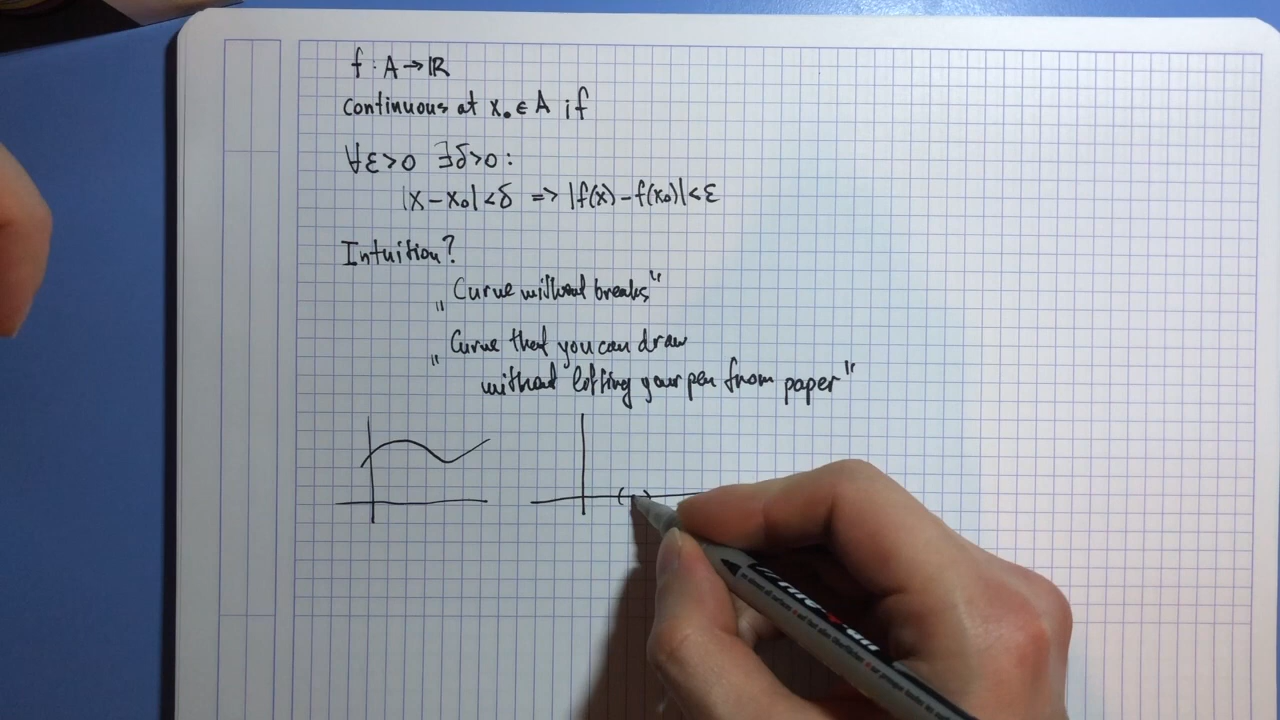 f : A → ℝ
continuous at x₀ ∈ A if
∀ε>0 ∃δ>0 :
|x − x₀| < δ => |f(x) − f(x₀)| < ε
Intuition?
„Curve without breaks“
„Curve that you can draw
without lifting your pen from paper“